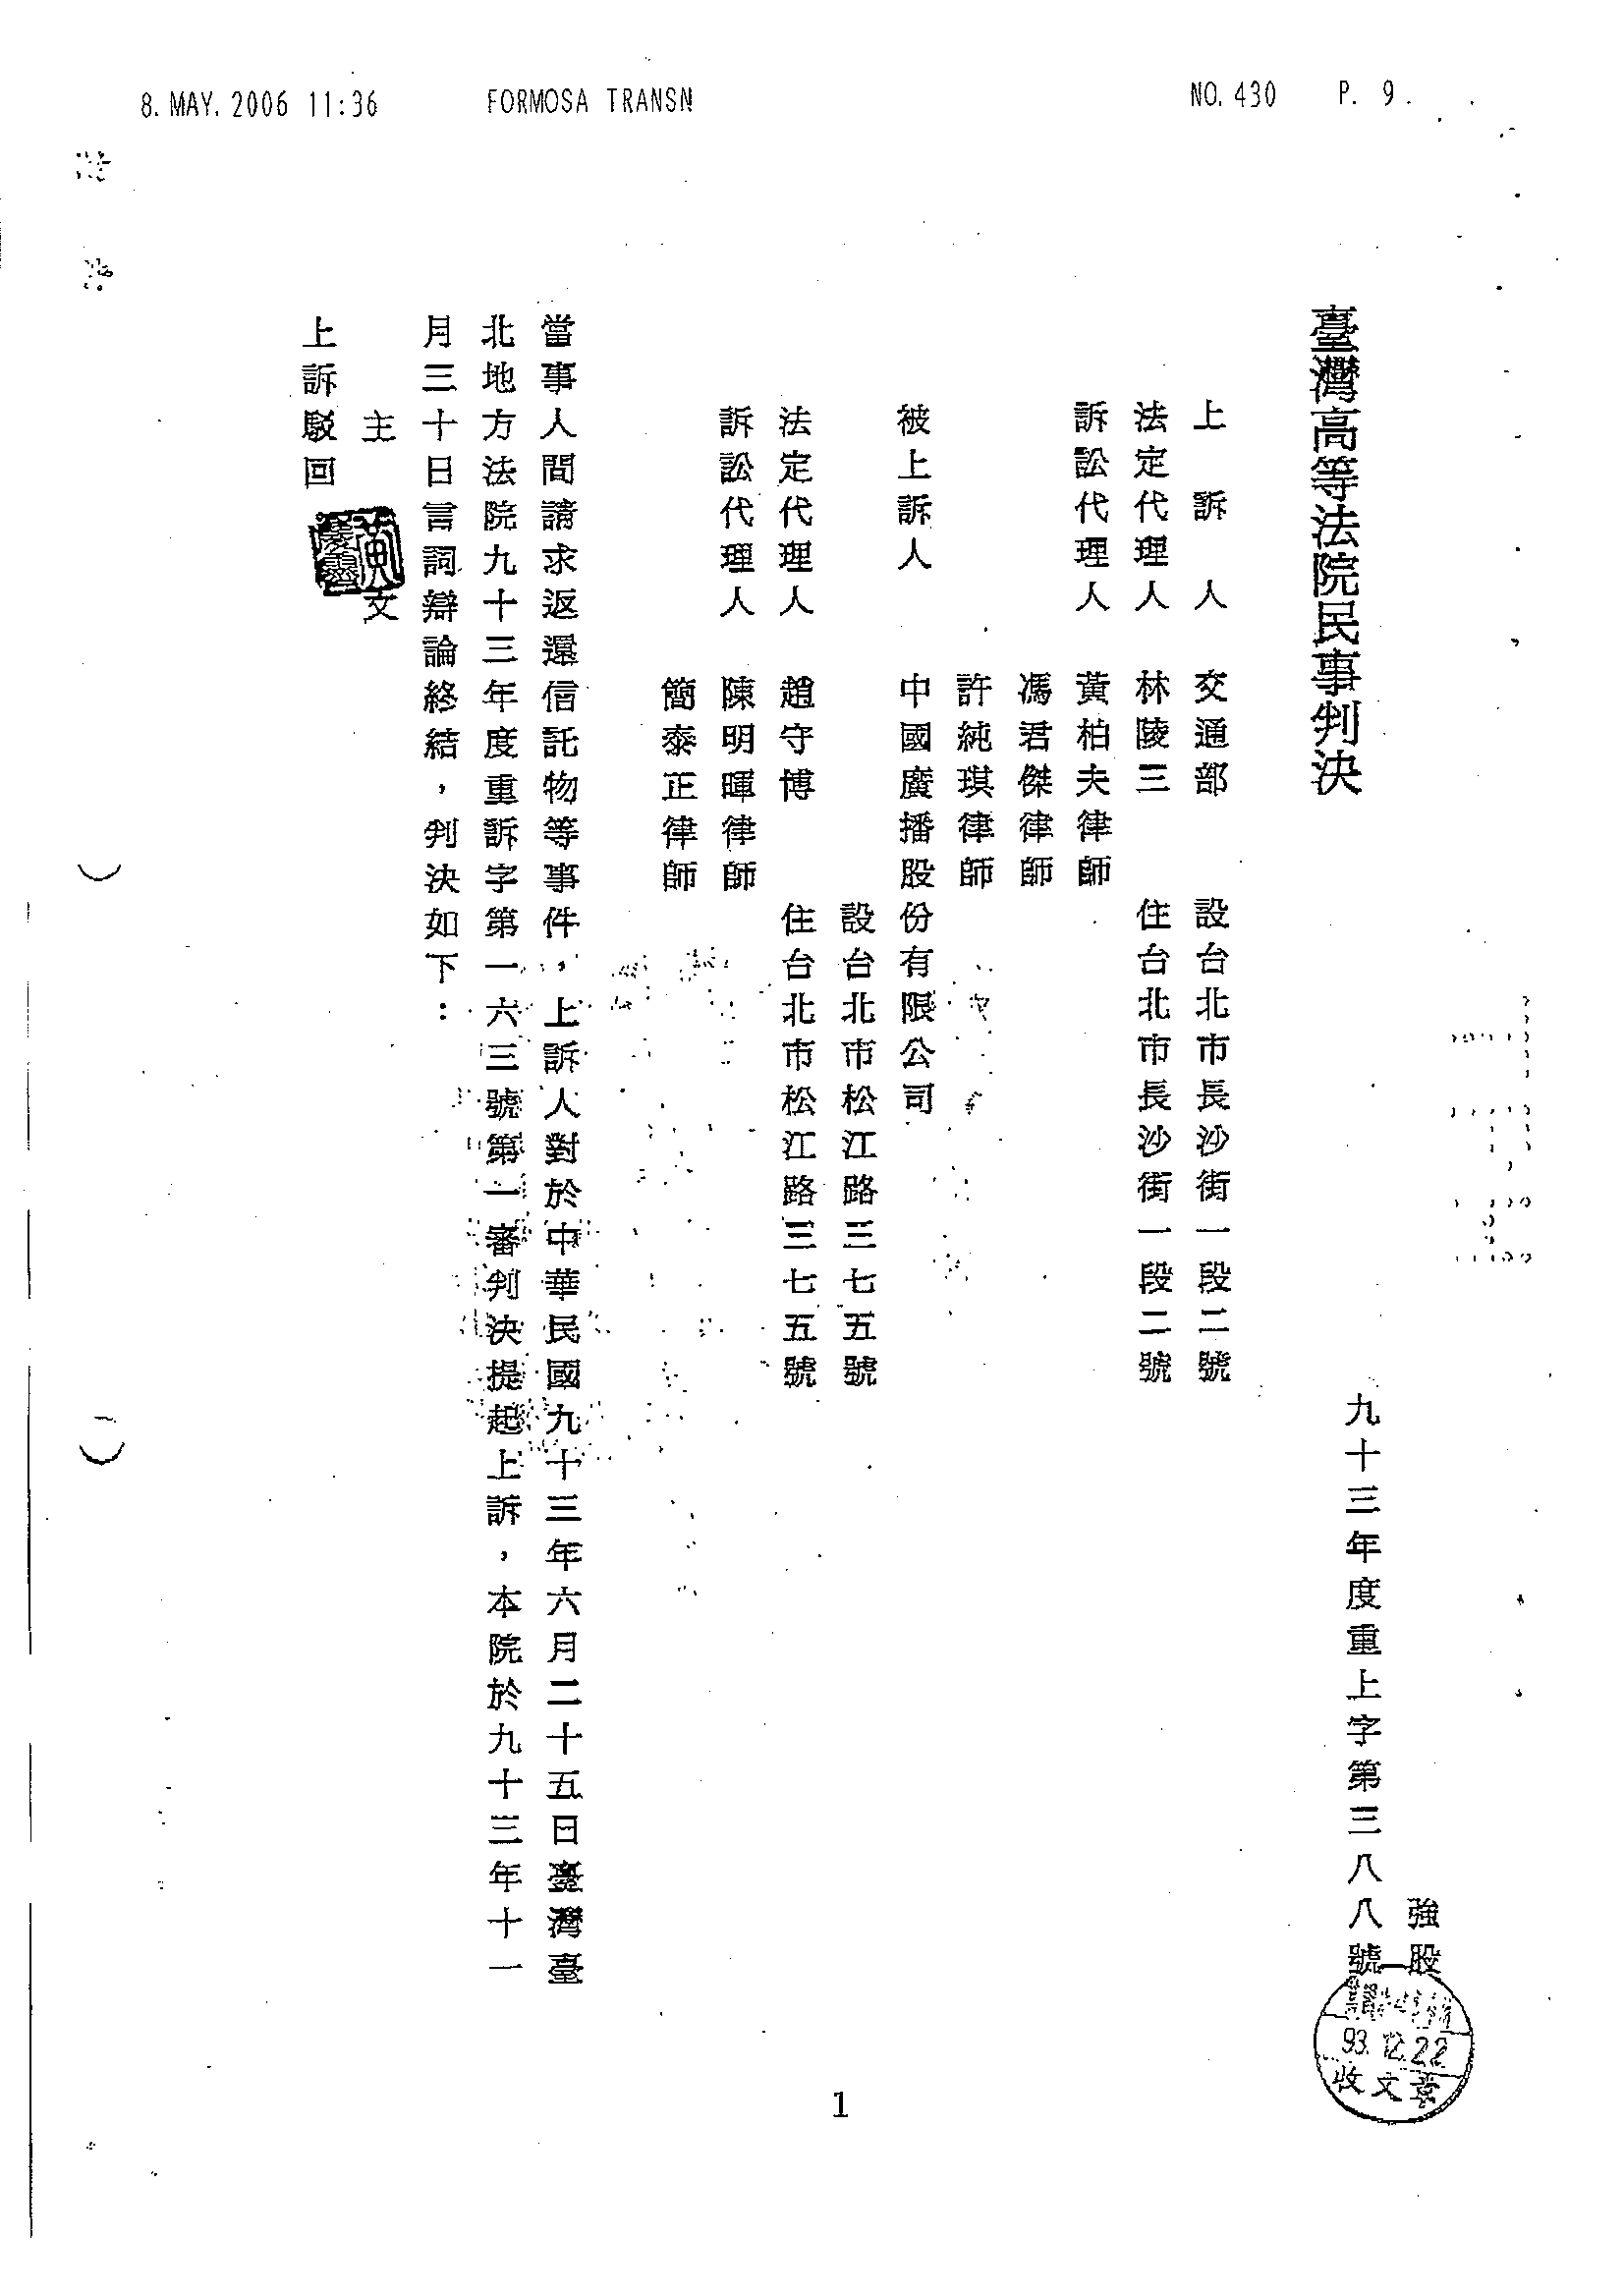 8. MAY. 2006 11:36 FORMOSA TRANSN NO. 430 P. 9
強股
臺灣高等法院民事判決 九十三年度重上字第三八八號
上訴人 交通部 設台北市長沙街一段二號
法定代理人 林陵三 住台北市長沙街一段二號
訴訟代理人 黃柏夫律師
馮君傑律師
許純琪律師
被上訴人 中國廣播股份有限公司
設台北市松江路三七五號
法定代理人 趙守博 住台北市松江路三七五號
訴訟代理人 陳明暉律師
簡泰正律師
當事人間請求返還信託物等事件,上訴人對於中華民國九十三年六月二十五日臺灣臺
北地方法院九十三年度重訴字第一六三號第一審判決提起上訴,本院於九十三年十一
月三十日言詞辯論終結,判決如下:
主文
上訴駁回
黃
93.12.22
收文章
1